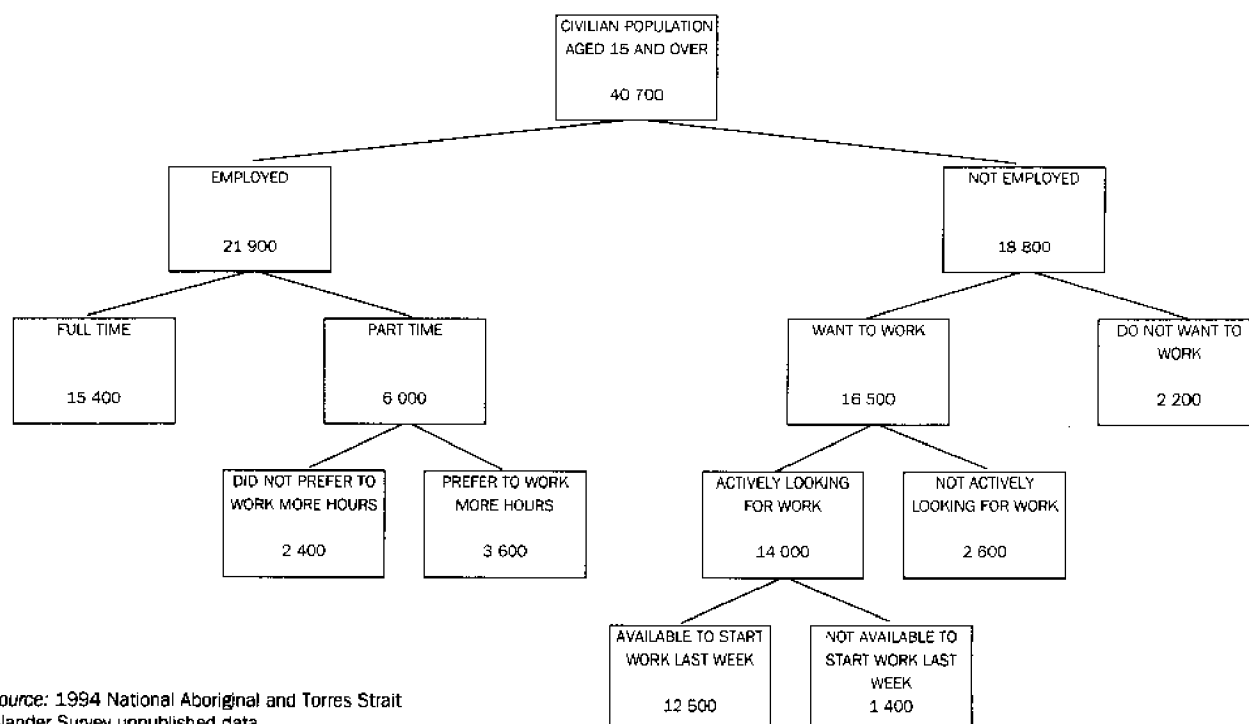 CIVILIAN POPULATION
AGED 15 AND OVER
40 700
EMPLOYED
21 900
NOT EMPLOYED
18 800
FULL TIME
15 400
PART TIME
6 000
WANT TO WORK
16 500
DO NOT WANT TO
WORK
2 200
DID NOT PREFER TO
WORK MORE HOURS
2 400
PREFER TO WORK
MORE HOURS
3 600
ACTIVELY LOOKING
FOR WORK
14 000
NOT ACTIVELY
LOOKING FOR WORK
2 600
AVAILABLE TO START
WORK LAST WEEK
12 600
NOT AVAILABLE TO
START WORK LAST
WEEK
1 400
ource: 1994 National Aboriginal and Torres Strait
lander Survey unpublished data